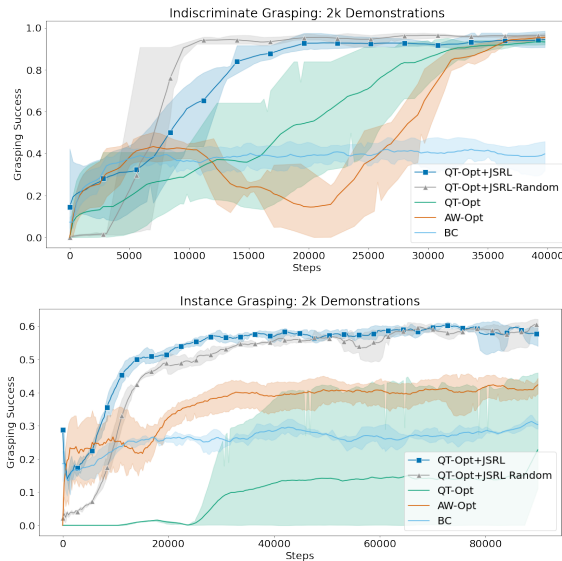 Indiscriminate Grasping: 2k Demonstrations
Grasping Success
1.0
0.8
0.6
0.4
0.2
0.0
QT-Opt+JSRL
QT-Opt+JSRL-Random
QT-Opt
AW-Opt
BC
0 5000 10000 15000 20000 25000 30000 35000 40000
Steps
Instance Grasping: 2k Demonstrations
Grasping Success
0.6
0.5
0.4
0.3
0.2
0.1
0.0
QT-Opt+JSRL
QT-Opt+JSRL Random
QT-Opt
AW-Opt
BC
0 20000 40000 60000 80000
Steps